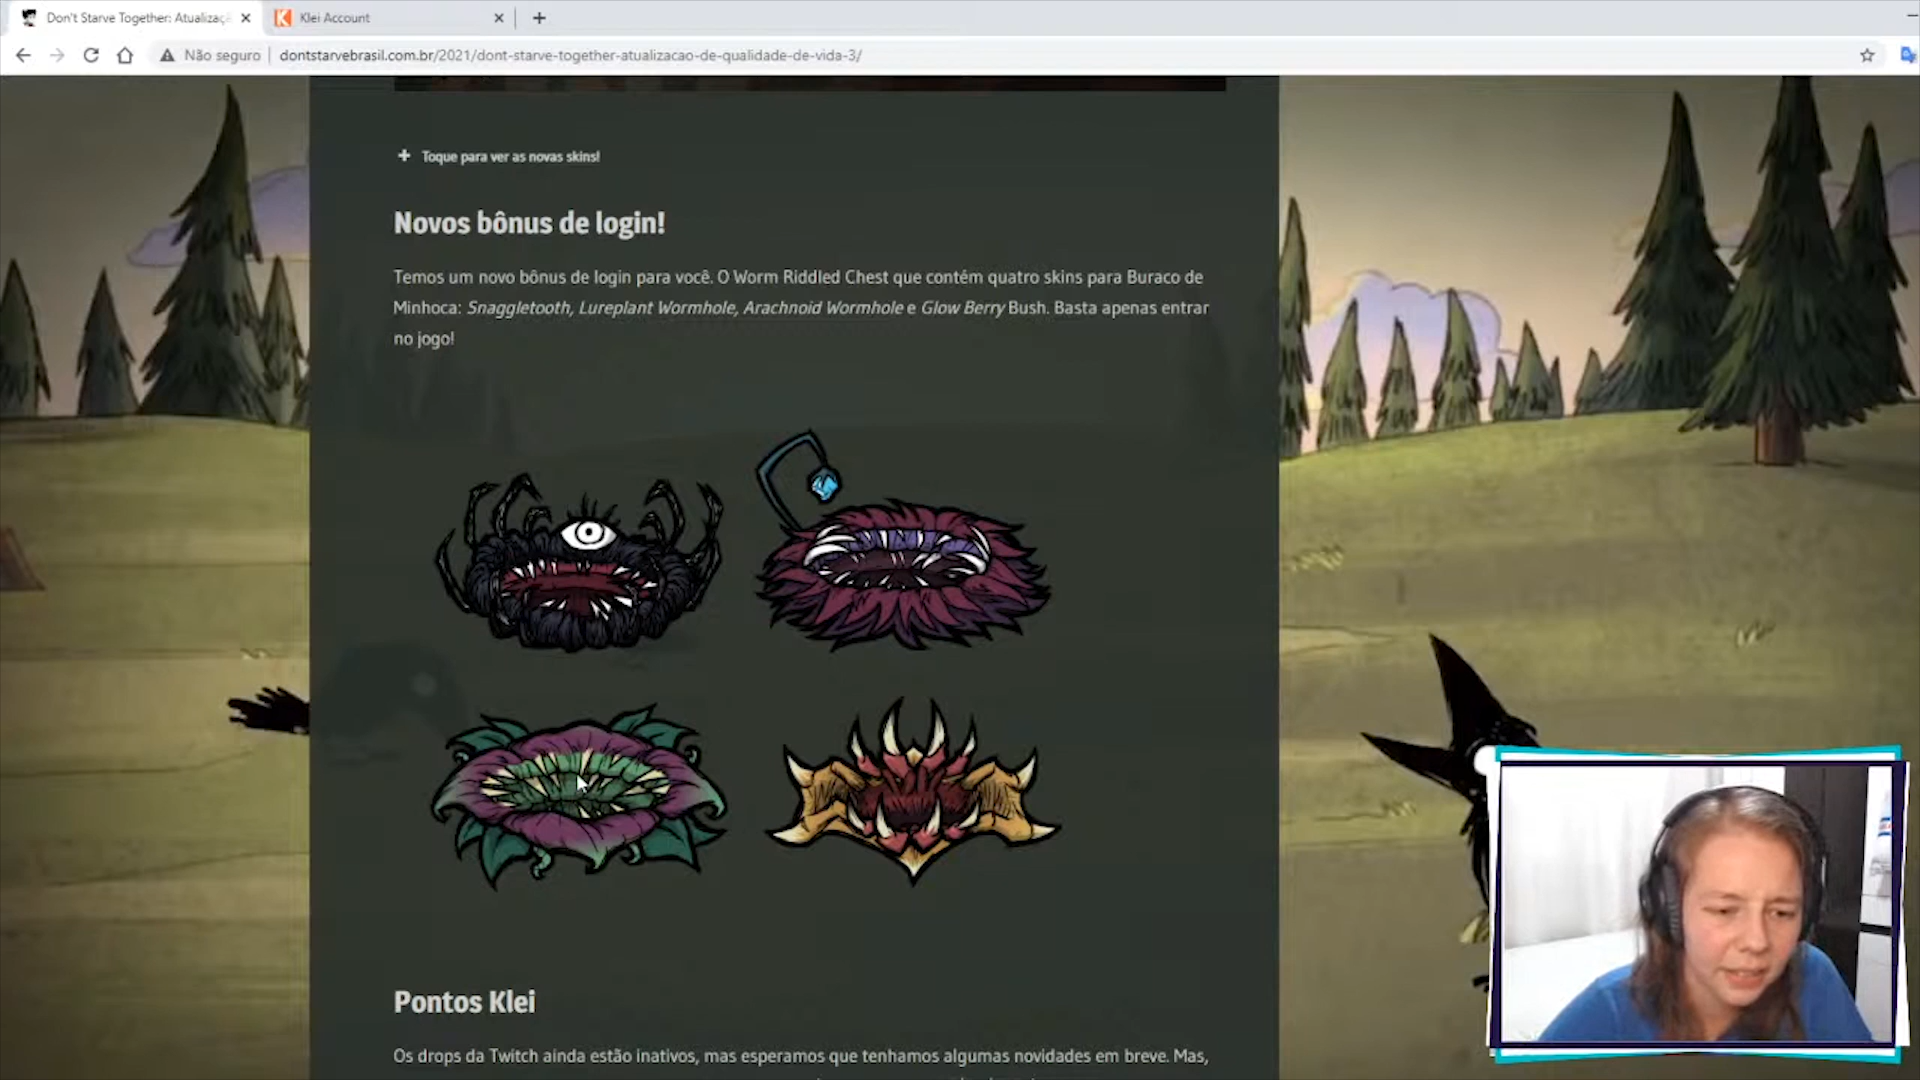 Don't Starve Together: Atualizaç
Klei Account
Não seguro
dontstarvebrasil.com.br/2021/dont-starve-together-atualizacao-de-qualidade-de-vida-3/
+ Toque para ver as novas skins!
Novos bônus de login!
Temos um novo bônus de login para você. O Worm Riddled Chest que contém quatro skins para Buraco de
Minhoca: Snaggletooth, Lureplant Wormhole, Arachnoid Wormhole e Glow Berry Bush. Basta apenas entrar
no jogo!
Pontos Klei
Os drops da Twitch ainda estão inativos, mas esperamos que tenhamos algumas novidades em breve. Mas,